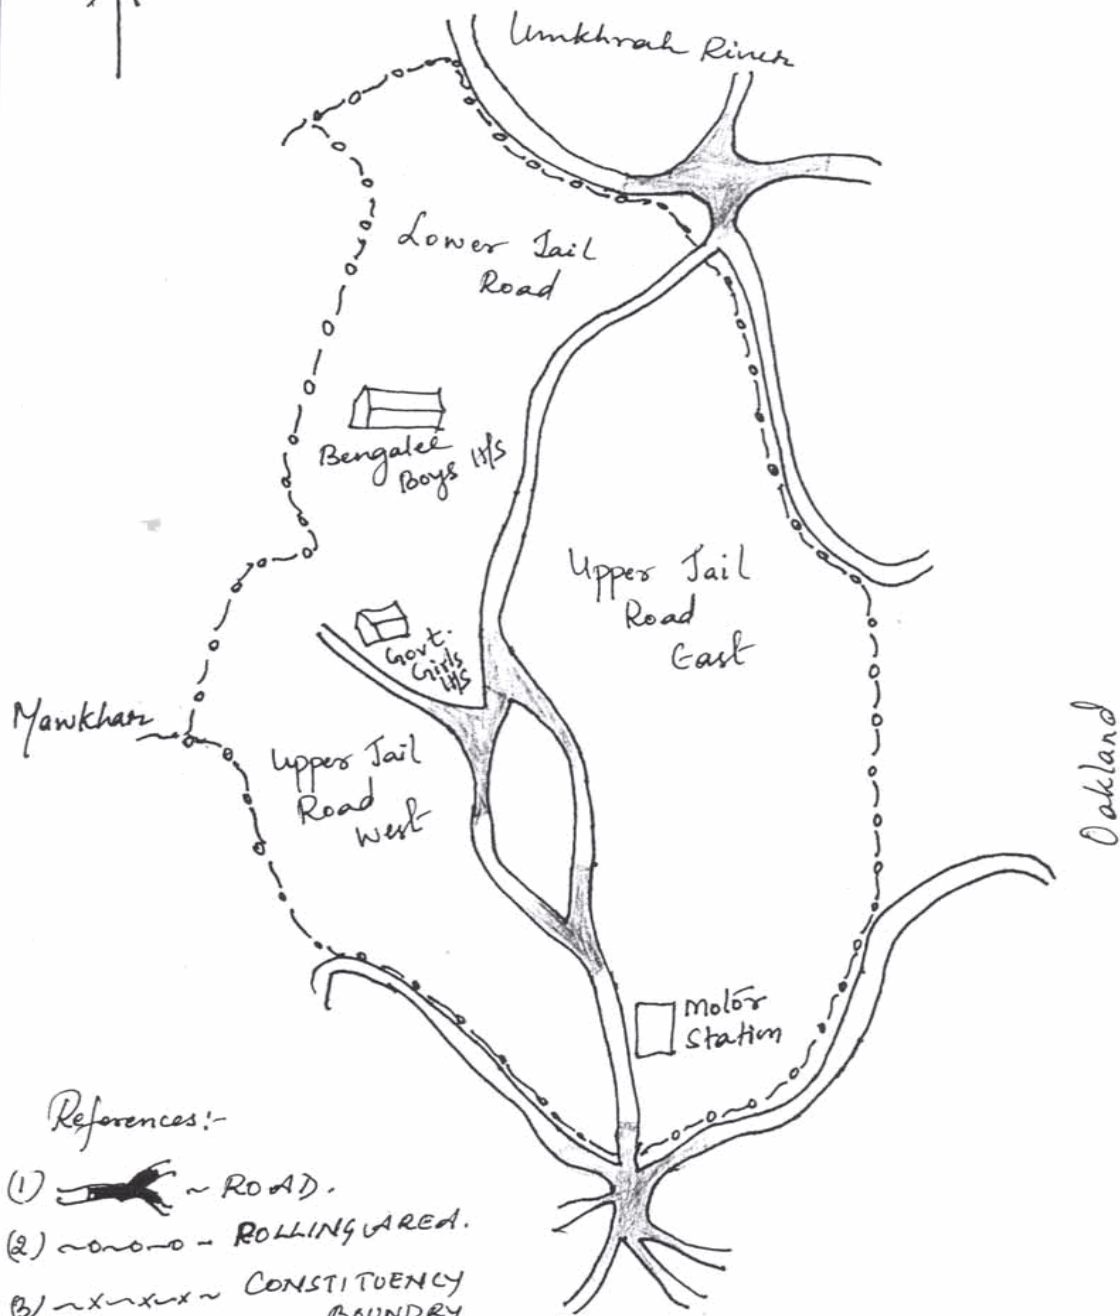 Umkhrah River
Lower Jail
Road
Bengalee
Boys H/S
Upper Jail
Road
East
Govt.
Girls
H/S
Mawkhar
Upper Jail
Road
West
Oakland
Motor
Station
References:-
(1) ~ ROAD.
(2) ~o~o~o - ROLLING AREA.
(3) ~x~x~x~ CONSTITUENCY
BOUNDRY